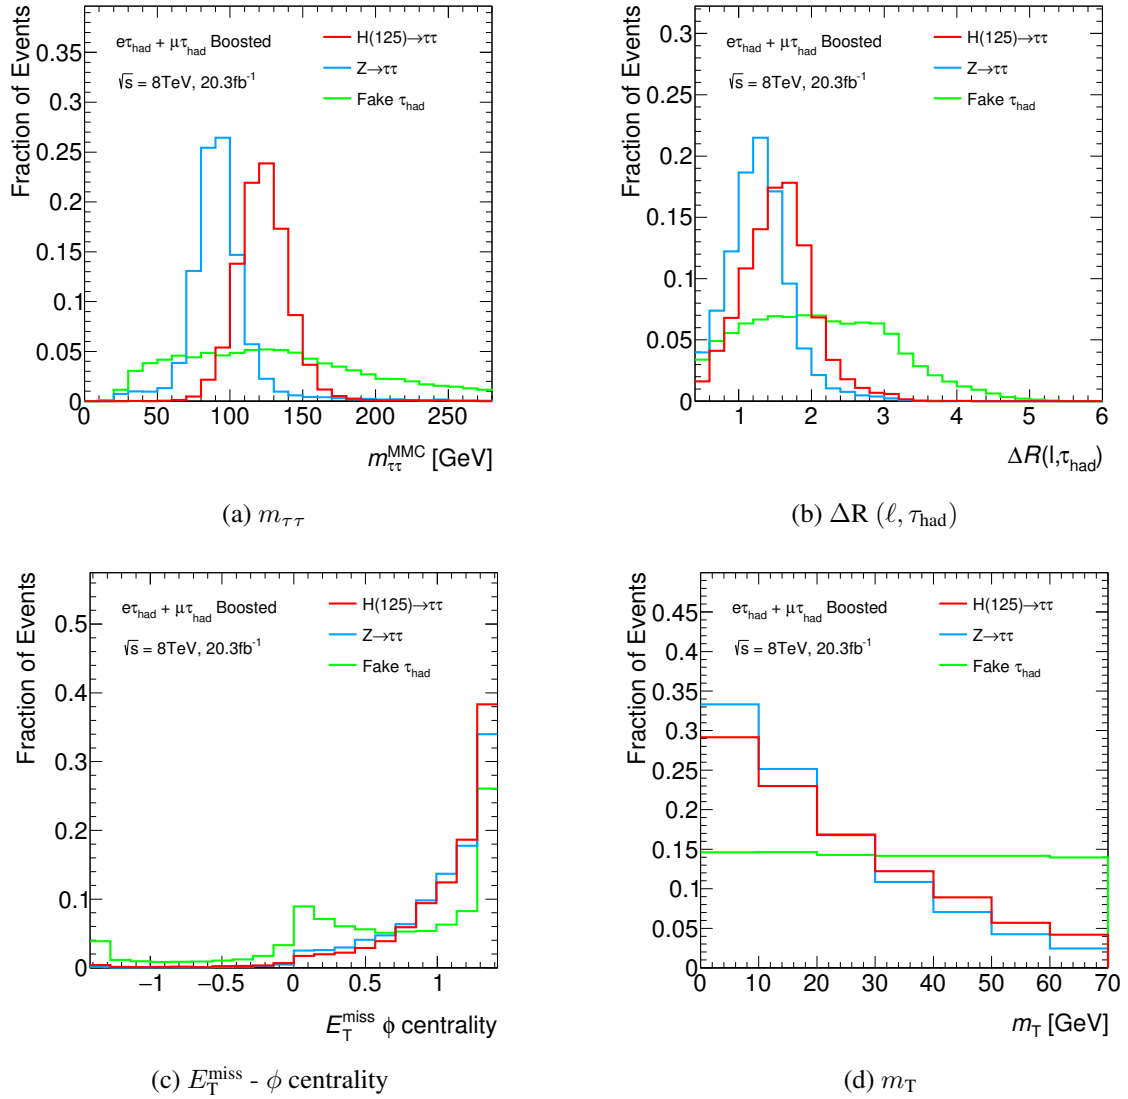 Fraction of Events
0.35
0.3
0.25
0.2
0.15
0.1
0.05
0
eτhad + μτhad Boosted
√s = 8TeV, 20.3fb-1
H(125)→ττ
Z→ττ
Fake τhad
0 50 100 150 200 250
mττMMC [GeV]
(a) mττ
Fraction of Events
0.3
0.25
0.2
0.15
0.1
0.05
0
eτhad + μτhad Boosted
√s = 8TeV, 20.3fb-1
H(125)→ττ
Z→ττ
Fake τhad
1 2 3 4 5 6
ΔR(l,τhad)
(b) ΔR (ℓ, τhad)
Fraction of Events
0.5
0.4
0.3
0.2
0.1
0
eτhad + μτhad Boosted
√s = 8TeV, 20.3fb-1
H(125)→ττ
Z→ττ
Fake τhad
−1 −0.5 0 0.5 1
ETmiss ϕ centrality
(c) ETmiss - ϕ centrality
Fraction of Events
0.45
0.4
0.35
0.3
0.25
0.2
0.15
0.1
0.05
0
eτhad + μτhad Boosted
√s = 8TeV, 20.3fb-1
H(125)→ττ
Z→ττ
Fake τhad
0 10 20 30 40 50 60 70
mT [GeV]
(d) mT